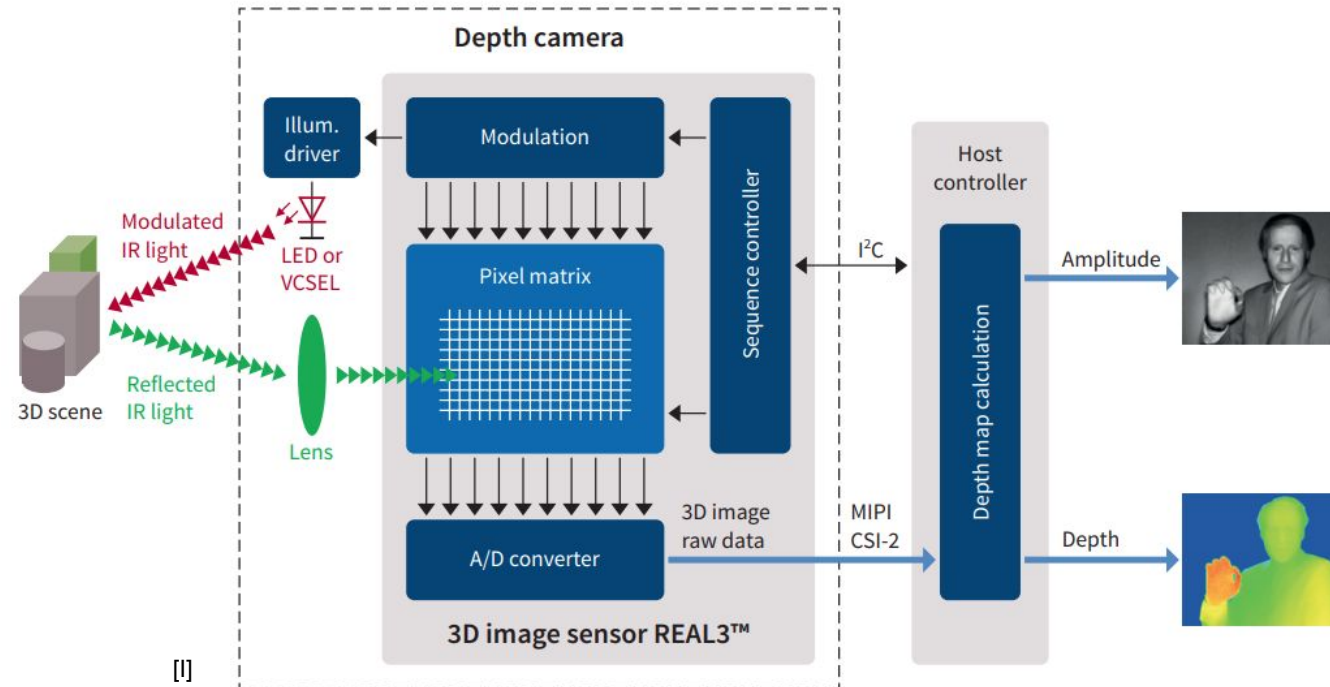 Depth camera
Illum.
driver
Modulation
Sequence controller
Host
controller
Modulated
IR light
LED or
VCSEL
Pixel matrix
I²C
Depth map calculation
Amplitude
3D scene
Reflected
IR light
Lens
A/D converter
3D image
raw data
MIPI
CSI-2
Depth
3D image sensor REAL3™
[I]